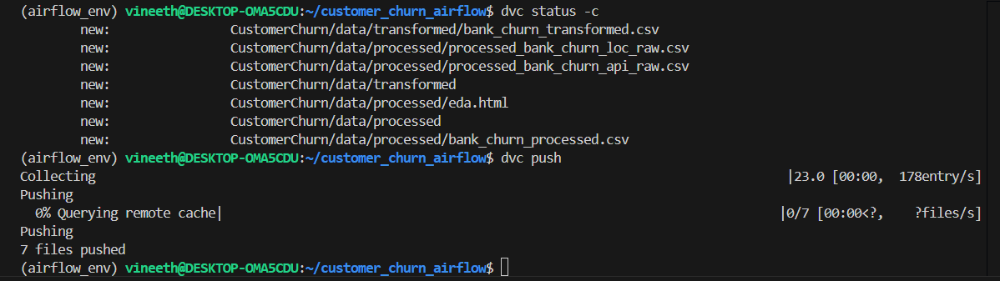 (airflow_env) vineeth@DESKTOP-OMA5CDU:~/customer_churn_airflow$ dvc status -c
new: CustomerChurn/data/transformed/bank_churn_transformed.csv
new: CustomerChurn/data/processed/processed_bank_churn_loc_raw.csv
new: CustomerChurn/data/processed/processed_bank_churn_api_raw.csv
new: CustomerChurn/data/transformed
new: CustomerChurn/data/processed/eda.html
new: CustomerChurn/data/processed
new: CustomerChurn/data/processed/bank_churn_processed.csv
(airflow_env) vineeth@DESKTOP-OMA5CDU:~/customer_churn_airflow$ dvc push
Collecting |23.0 [00:00, 178entry/s]
Pushing
0% Querying remote cache| |0/7 [00:00<?, ?files/s]
Pushing
7 files pushed
(airflow_env) vineeth@DESKTOP-OMA5CDU:~/customer_churn_airflow$